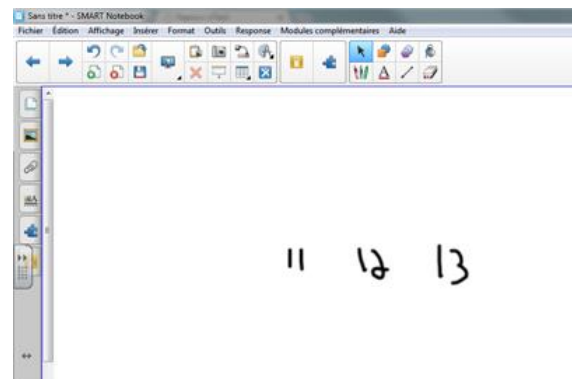 Sans titre * - SMART Notebook
Fichier Édition Affichage Insérer Format Outils Response Modules complémentaires Aide
11 12 13